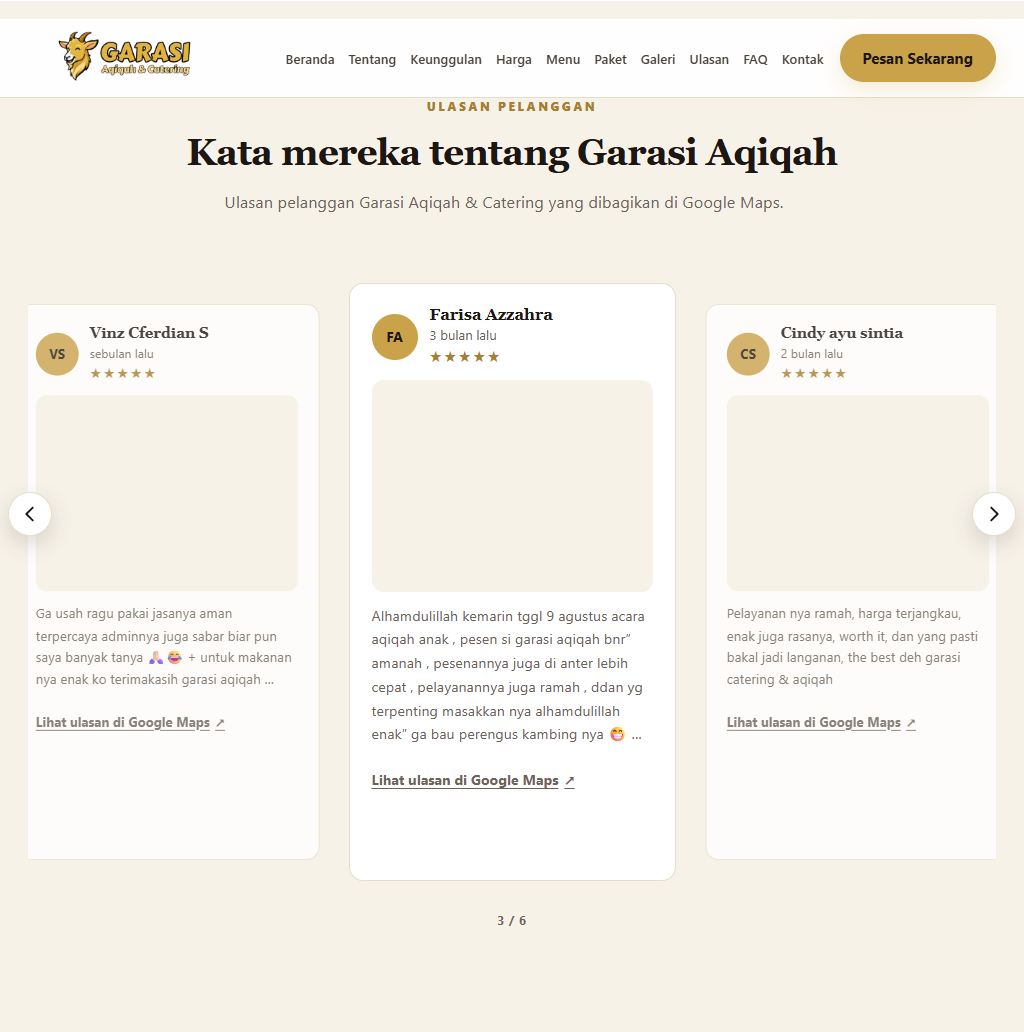 GARASI
Aqiqah & Catering
Beranda Tentang Keunggulan Harga Menu Paket Galeri Ulasan FAQ Kontak Pesan Sekarang
ULASAN PELANGGAN
Kata mereka tentang Garasi Aqiqah
Ulasan pelanggan Garasi Aqiqah & Catering yang dibagikan di Google Maps.
VS
Vinz Cferdian S
sebulan lalu
★★★★★
Ga usah ragu pakai jasanya aman
terpercaya adminnya juga sabar biar pun
saya banyak tanya 🙏🏻 😂 + untuk makanan
nya enak ko terimakasih garasi aqiqah ...
Lihat ulasan di Google Maps ↗
FA
Farisa Azzahra
3 bulan lalu
★★★★★
Alhamdulillah kemarin tggl 9 agustus acara
aqiqah anak , pesen si garasi aqiqah bnr”
amanah , pesenannya juga di anter lebih
cepat , pelayanannya juga ramah , ddan yg
terpenting masakkan nya alhamdulillah
enak” ga bau perengus kambing nya 😁 ...
Lihat ulasan di Google Maps ↗
CS
Cindy ayu sintia
2 bulan lalu
★★★★★
Pelayanan nya ramah, harga terjangkau,
enak juga rasanya, worth it, dan yang pasti
bakal jadi langanan, the best deh garasi
catering & aqiqah
Lihat ulasan di Google Maps ↗
3 / 6